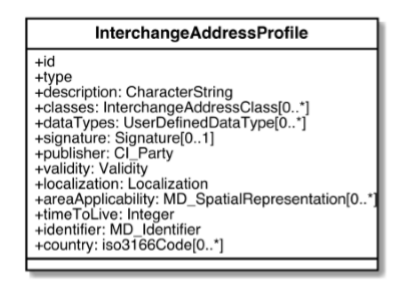 InterchangeAddressProfile
+id
+type
+description: CharacterString
+classes: InterchangeAddressClass[0..*]
+dataTypes: UserDefinedDataType[0..*]
+signature: Signature[0..1]
+publisher: CI_Party
+validity: Validity
+localization: Localization
+areaApplicability: MD_SpatialRepresentation[0..*]
+timeToLive: Integer
+identifier: MD_Identifier
+country: iso3166Code[0..*]